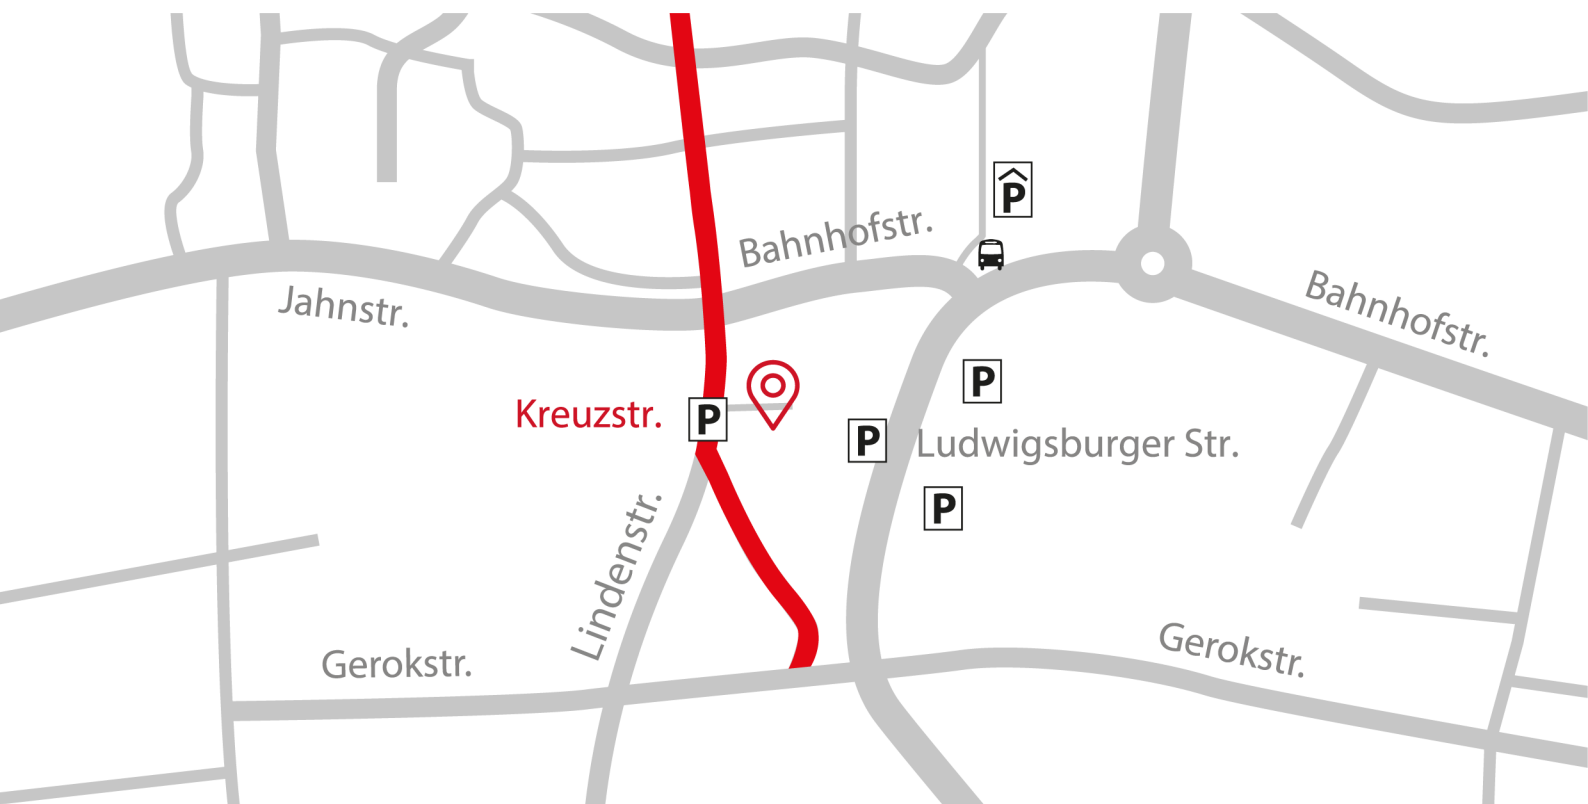 P
Bahnhofstr.
Bahnhofstr.
Jahnstr.
P
Kreuzstr.
P
P
Ludwigsburger Str.
P
Lindenstr.
Gerokstr.
Gerokstr.